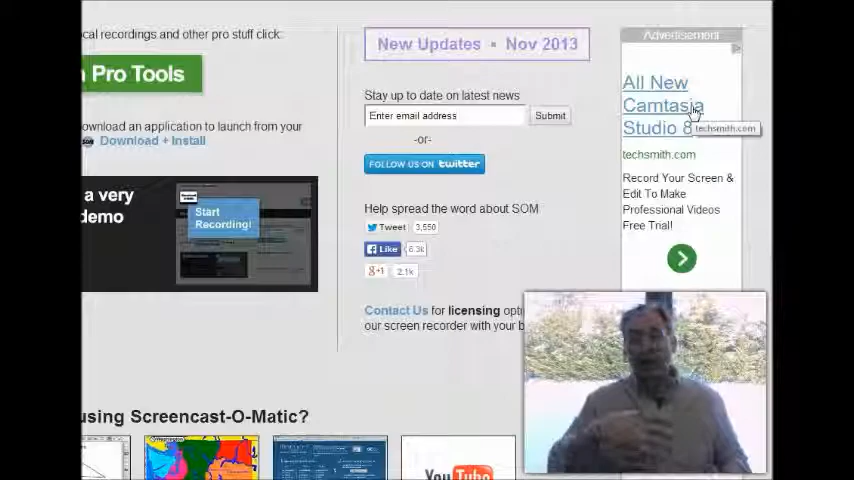 cal recordings and other pro stuff click:
Pro Tools
ownload an application to launch from your
Download + Install
a very
demo
Start
Recording!
New Updates • Nov 2013
Stay up to date on latest news
Enter email address
Submit
-or-
FOLLOW US ON twitter
Help spread the word about SOM
Tweet 3,550
Like 6.3k
g+1 2.1k
Contact Us for licensing opti
our screen recorder with your b
Advertisement
All New
Camtasia
Studio 8
techsmith.com
techsmith.com
Record Your Screen &
Edit To Make
Professional Videos
Free Trial!
using Screencast-O-Matic?
You Tube